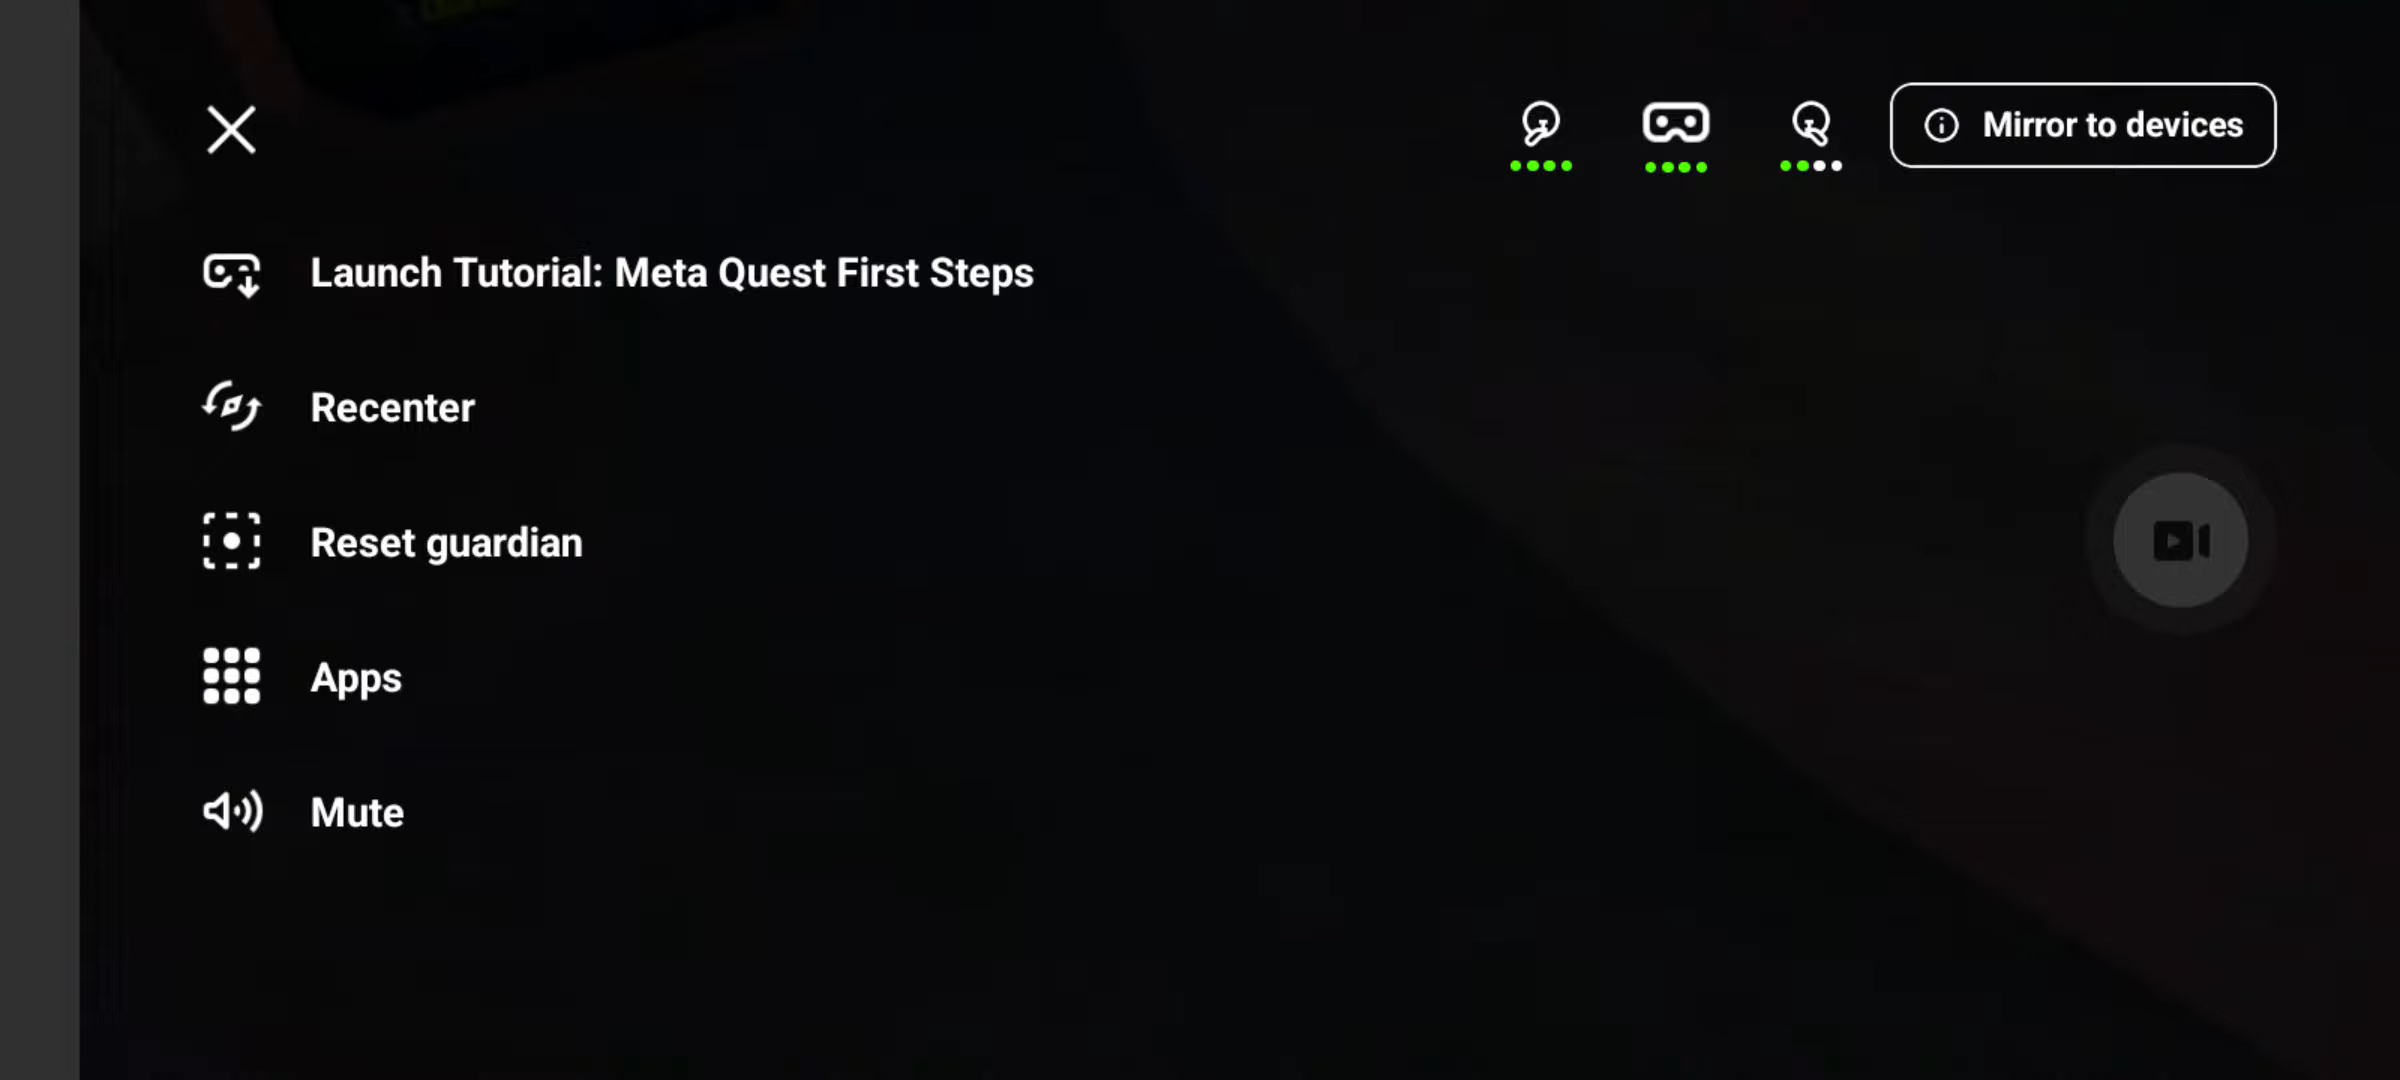 Mirror to devices
Launch Tutorial: Meta Quest First Steps
Recenter
Reset guardian
Apps
Mute